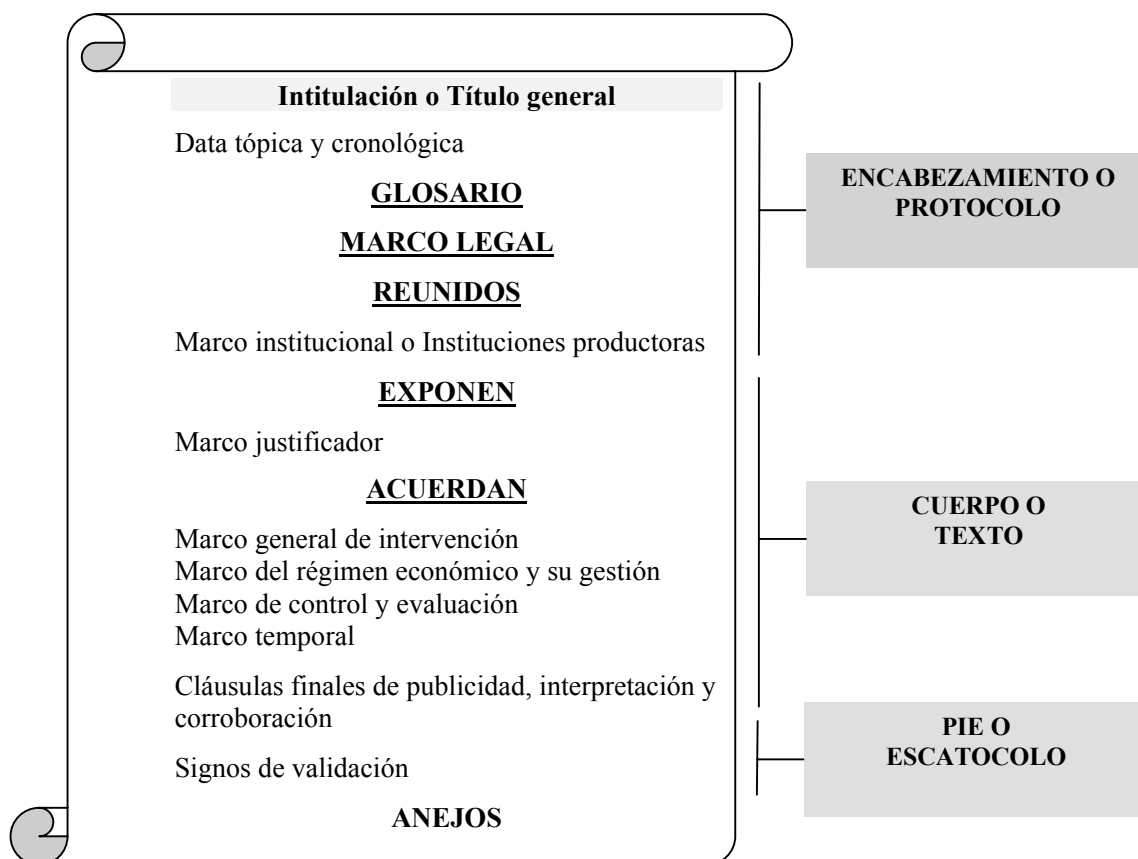 Intitulación o Título general
Data tópica y cronológica
GLOSARIO
MARCO LEGAL
REUNIDOS
Marco institucional o Instituciones productoras
EXPONEN
Marco justificador
ACUERDAN
Marco general de intervención
Marco del régimen económico y su gestión
Marco de control y evaluación
Marco temporal
Cláusulas finales de publicidad, interpretación y
corroboración
Signos de validación
ANEJOS
ENCABEZAMIENTO O
PROTOCOLO
CUERPO O
TEXTO
PIE O
ESCATOCOLO